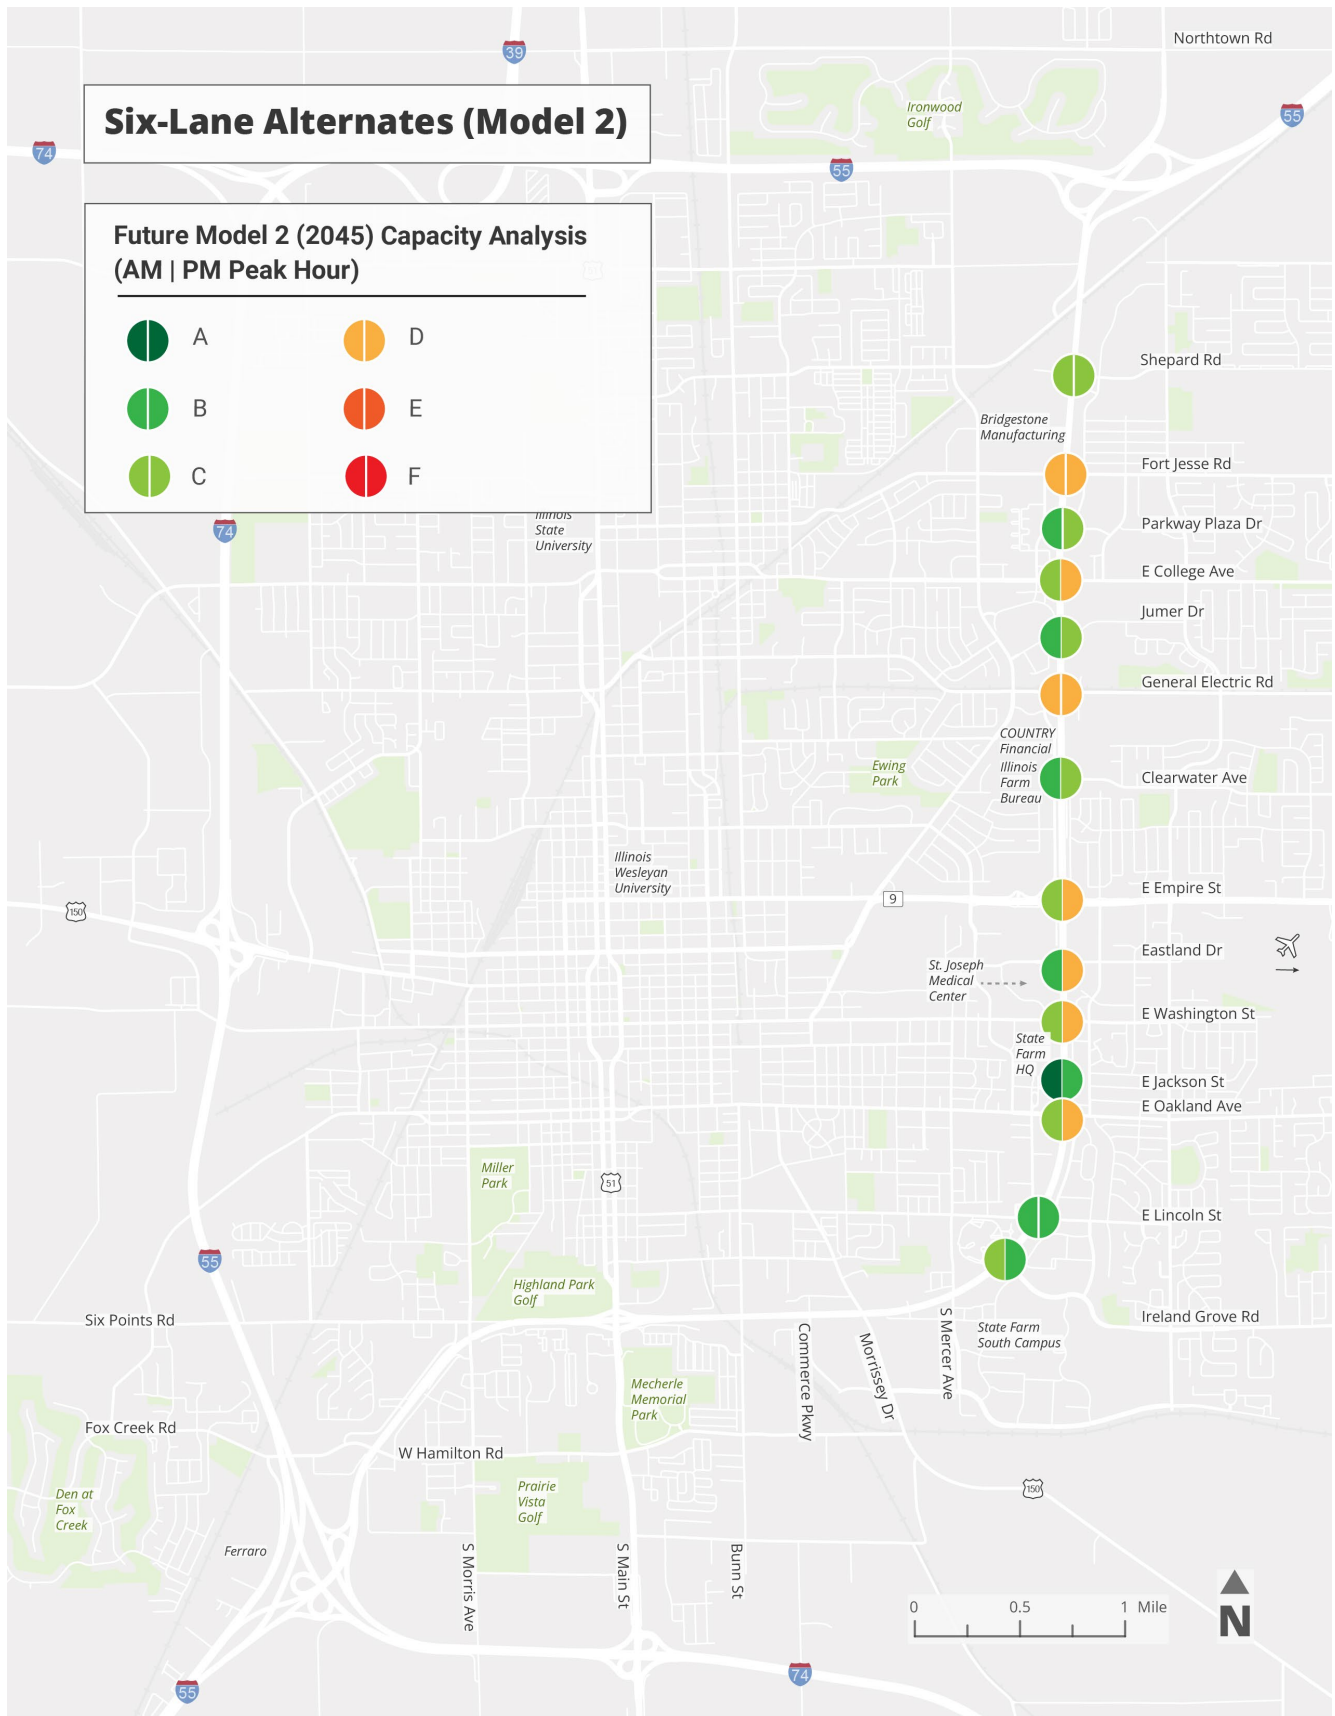 Northtown Rd
39
Six-Lane Alternates (Model 2)
Ironwood
Golf
55
74
55
Future Model 2 (2045) Capacity Analysis
(AM | PM Peak Hour)
A
D
B
E
C
F
Shepard Rd
Bridgestone
Manufacturing
Fort Jesse Rd
Illinois
State
University
74
Parkway Plaza Dr
E College Ave
Jumer Dr
General Electric Rd
COUNTRY
Financial
Illinois
Farm
Bureau
Ewing
Park
Clearwater Ave
Illinois
Wesleyan
University
E Empire St
9
150
Eastland Dr
St. Joseph
Medical
Center
E Washington St
State
Farm
HQ
E Jackson St
E Oakland Ave
Miller
Park
51
E Lincoln St
55
Highland Park
Golf
Six Points Rd
Ireland Grove Rd
State Farm
South Campus
S Mercer Ave
Commerce Pkwy
Morrissey Dr
Mecherle
Memorial
Park
Fox Creek Rd
W Hamilton Rd
Den at
Fox
Creek
Prairie
Vista
Golf
150
Ferraro
S Morris Ave
S Main St
Bunn St
0 0.5 1 Mile
N
74
55